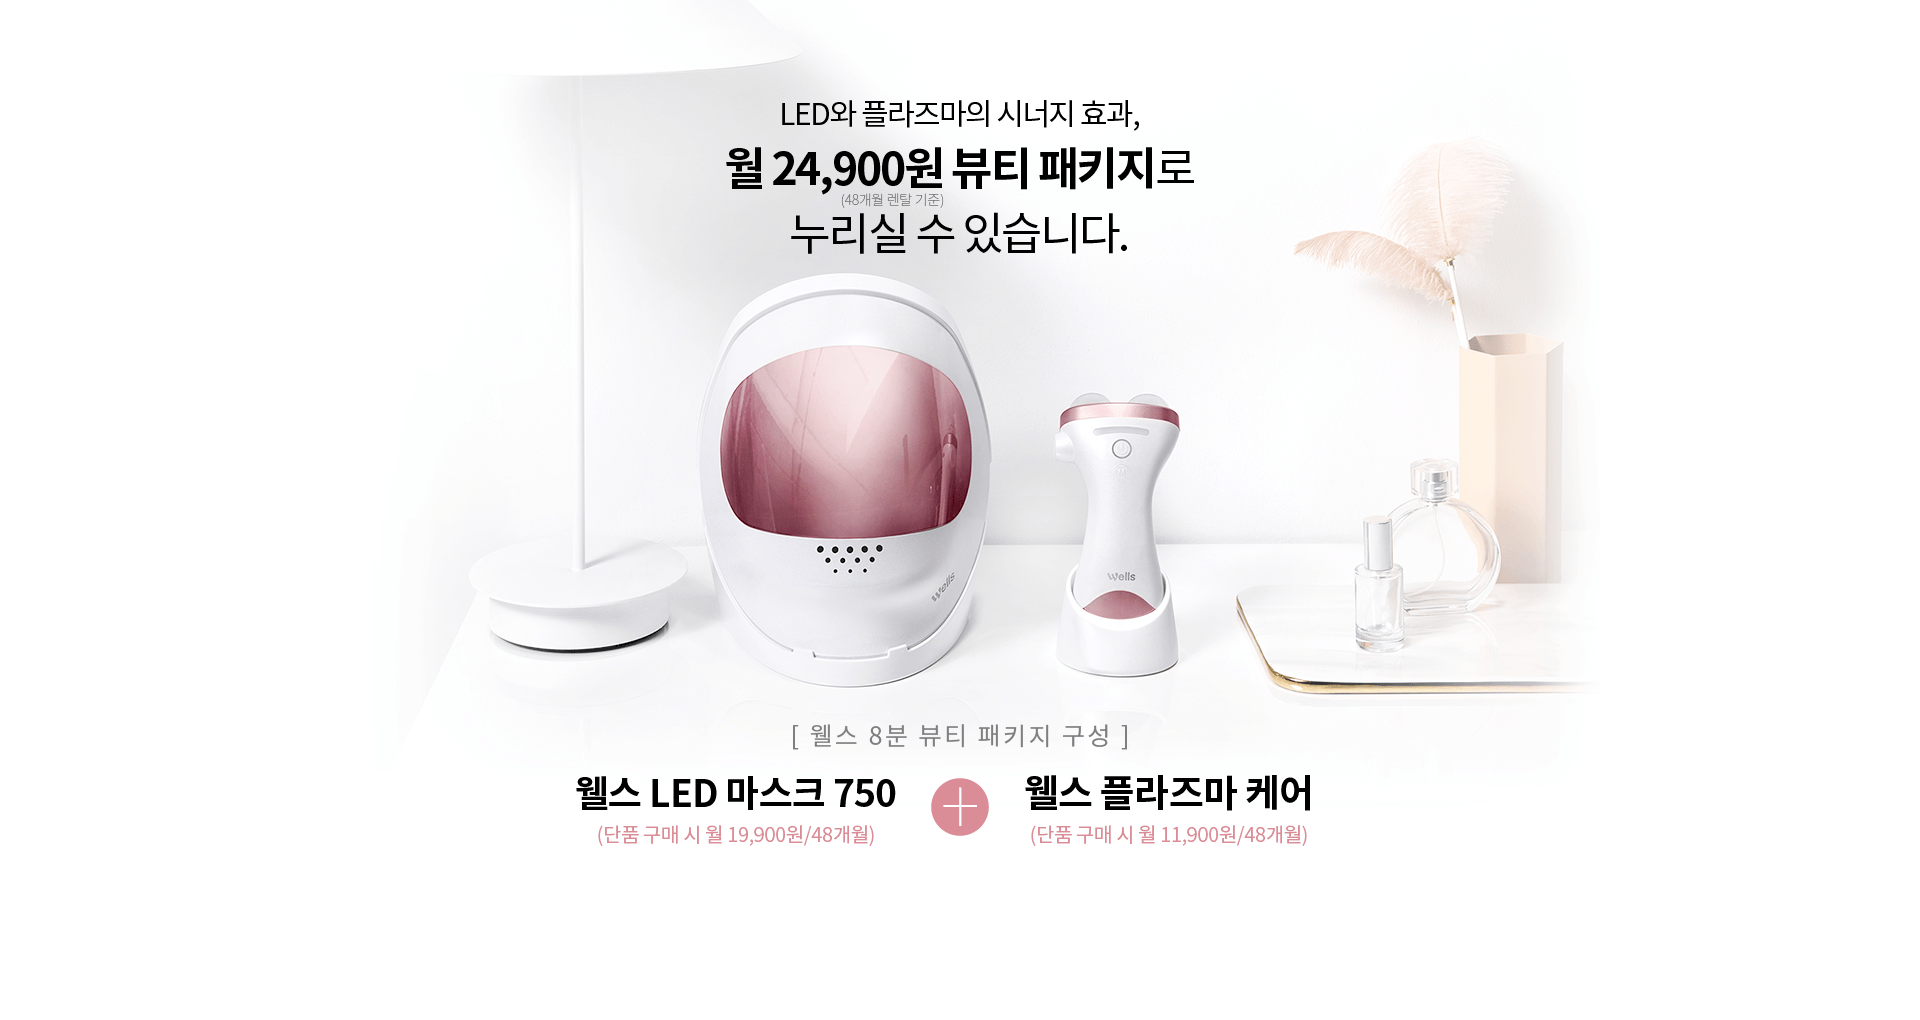 LED와 플라즈마의 시너지 효과,
월 24,900원 뷰티 패키지로
(48개월 렌탈 기준)
누리실 수 있습니다.
Wells
Wells
[ 웰스 8분 뷰티 패키지 구성 ]
웰스 LED 마스크 750
(단품 구매 시 월 19,900원/48개월)
웰스 플라즈마 케어
(단품 구매 시 월 11,900원/48개월)